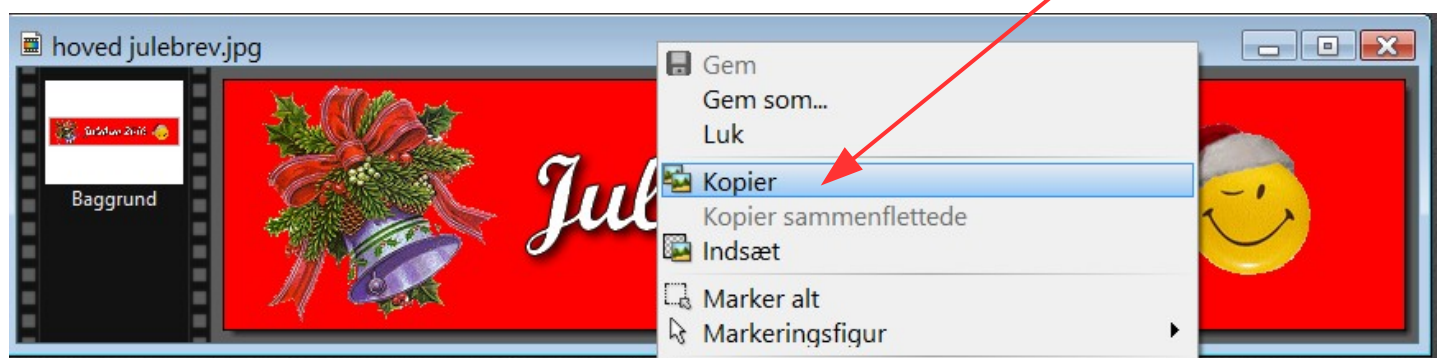 hoved julebrev.jpg
Baggrund
Jul
Gem
Gem som...
Luk
Kopier
Kopier sammenflettede
Indsæt
Marker alt
Markeringsfigur